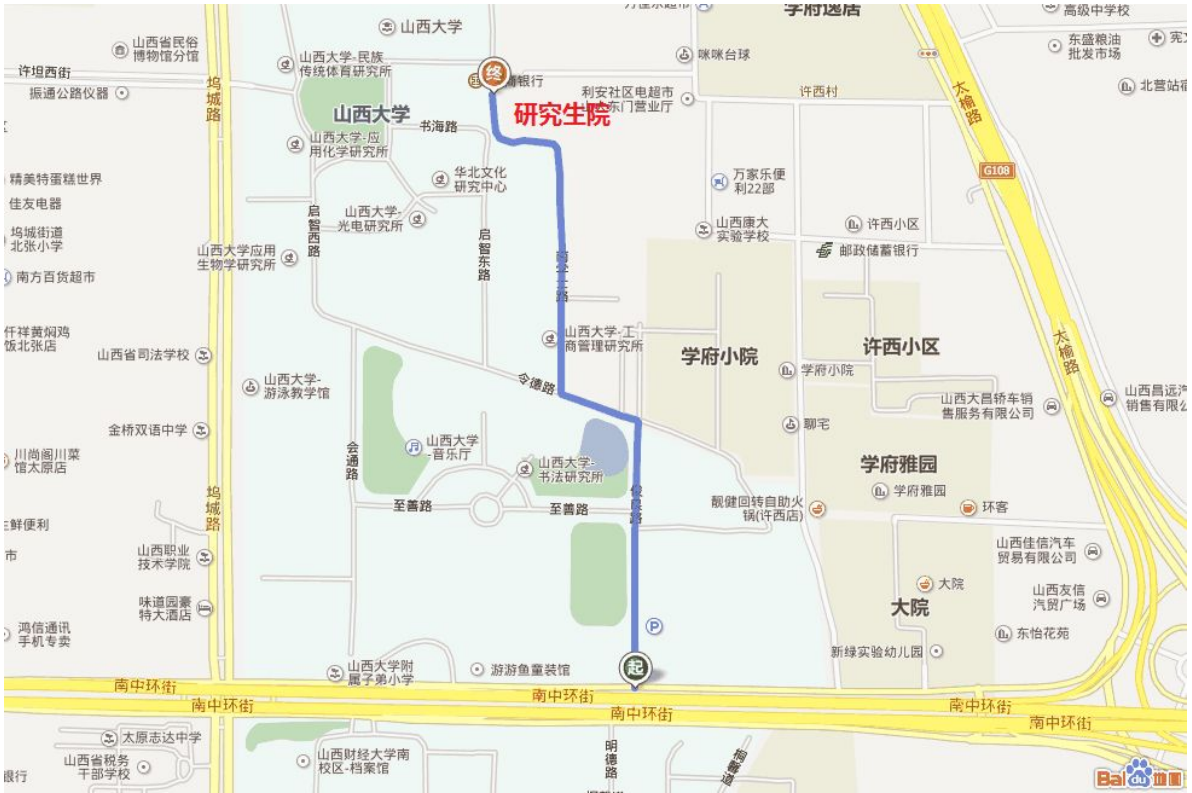 山西大学
学府逸居
高级中学校
山西省民俗
博物馆分馆
山西大学-民族
传统体育研究所
咪咪台球
东盛粮油
批发市场
许坦西街
振通公路仪器
坞城路
终
研究生院
利安社区电超市
许西村
太榆路
北营站
山西大学
书海路
山西大学-应
用化学研究所
华北文化
研究中心
G108
精美特蛋糕世界
佳友电器
万家乐便
利22部
山西大学-
光电研究所
启智西路
启智东路
坞城街道
北张小学
山西康大
实验学校
许西小区
邮政储蓄银行
山西大学应用
生物学研究所
南方百货超市
仟祥黄焖鸡
饭北张店
山西省司法学校
山西大学-工
商管理研究所
学府小院
许西小区
太榆路
学府小院
山西大学-
游泳教学馆
令德路
山西大昌轿车销
售服务有限公司
山西昌远汽
销售有限公
金桥双语中学
聊宅
川尚阁川菜
馆太原店
会通路
山西大学
-音乐厅
山西大学-
书法研究所
学府雅园
学府雅园
坞城路
至善路
至善路
靓健回转自助火
锅(许西店)
环客
生鲜便利
市
山西职业
技术学院
山西佳信汽车
贸易有限公司
味道园豪
特大酒店
大院
大院
山西友信
汽贸广场
鸿信通讯
手机专卖
P
东怡花苑
新绿实验幼儿园
山西大学附
属子弟小学
游游鱼童装馆
起
南中环街
南中环街
南中环街
南中环街
南中环街
南中环街
太原志达中学
山西省税务
干部学校
银行
山西财经大学南
校区-档案馆
明德路
Bai du 地图